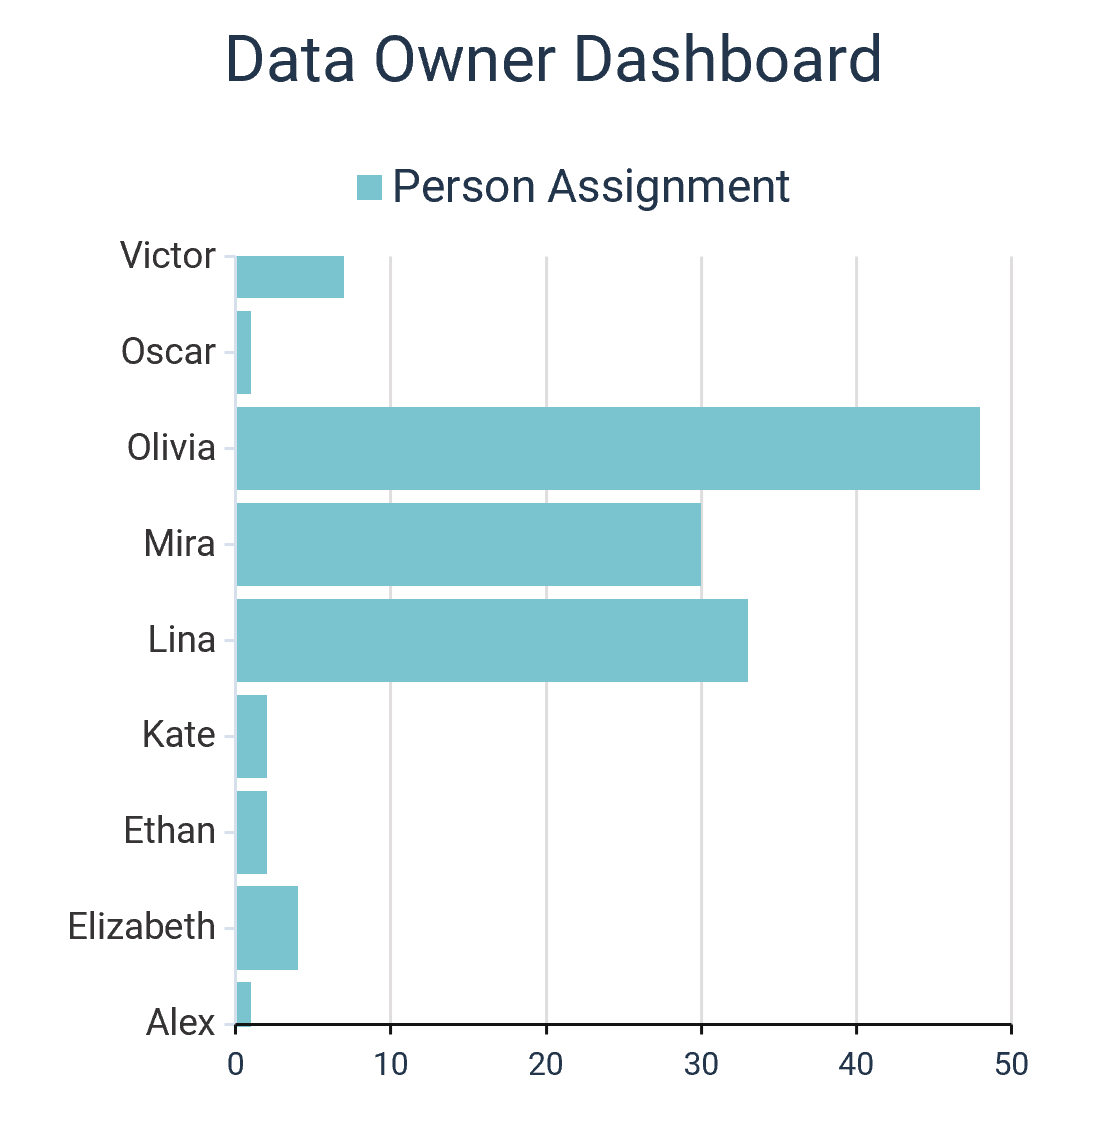 Data Owner Dashboard
Person Assignment
Victor
Oscar
Olivia
Mira
Lina
Kate
Ethan
Elizabeth
Alex
0 10 20 30 40 50